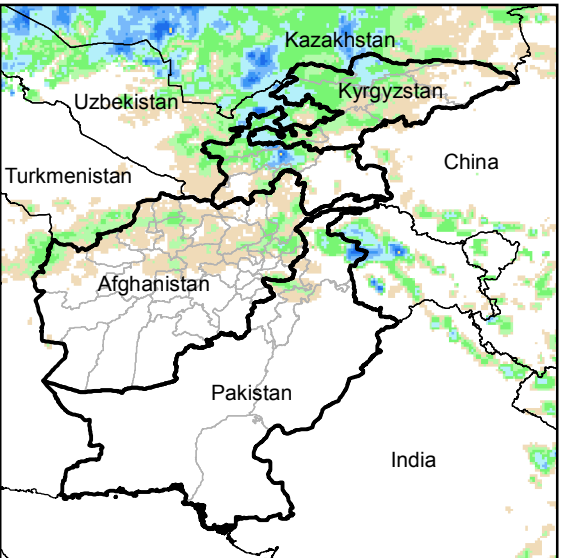 Kazakhstan
Kyrgyzstan
Uzbekistan
China
Turkmenistan
Afghanistan
Pakistan
India